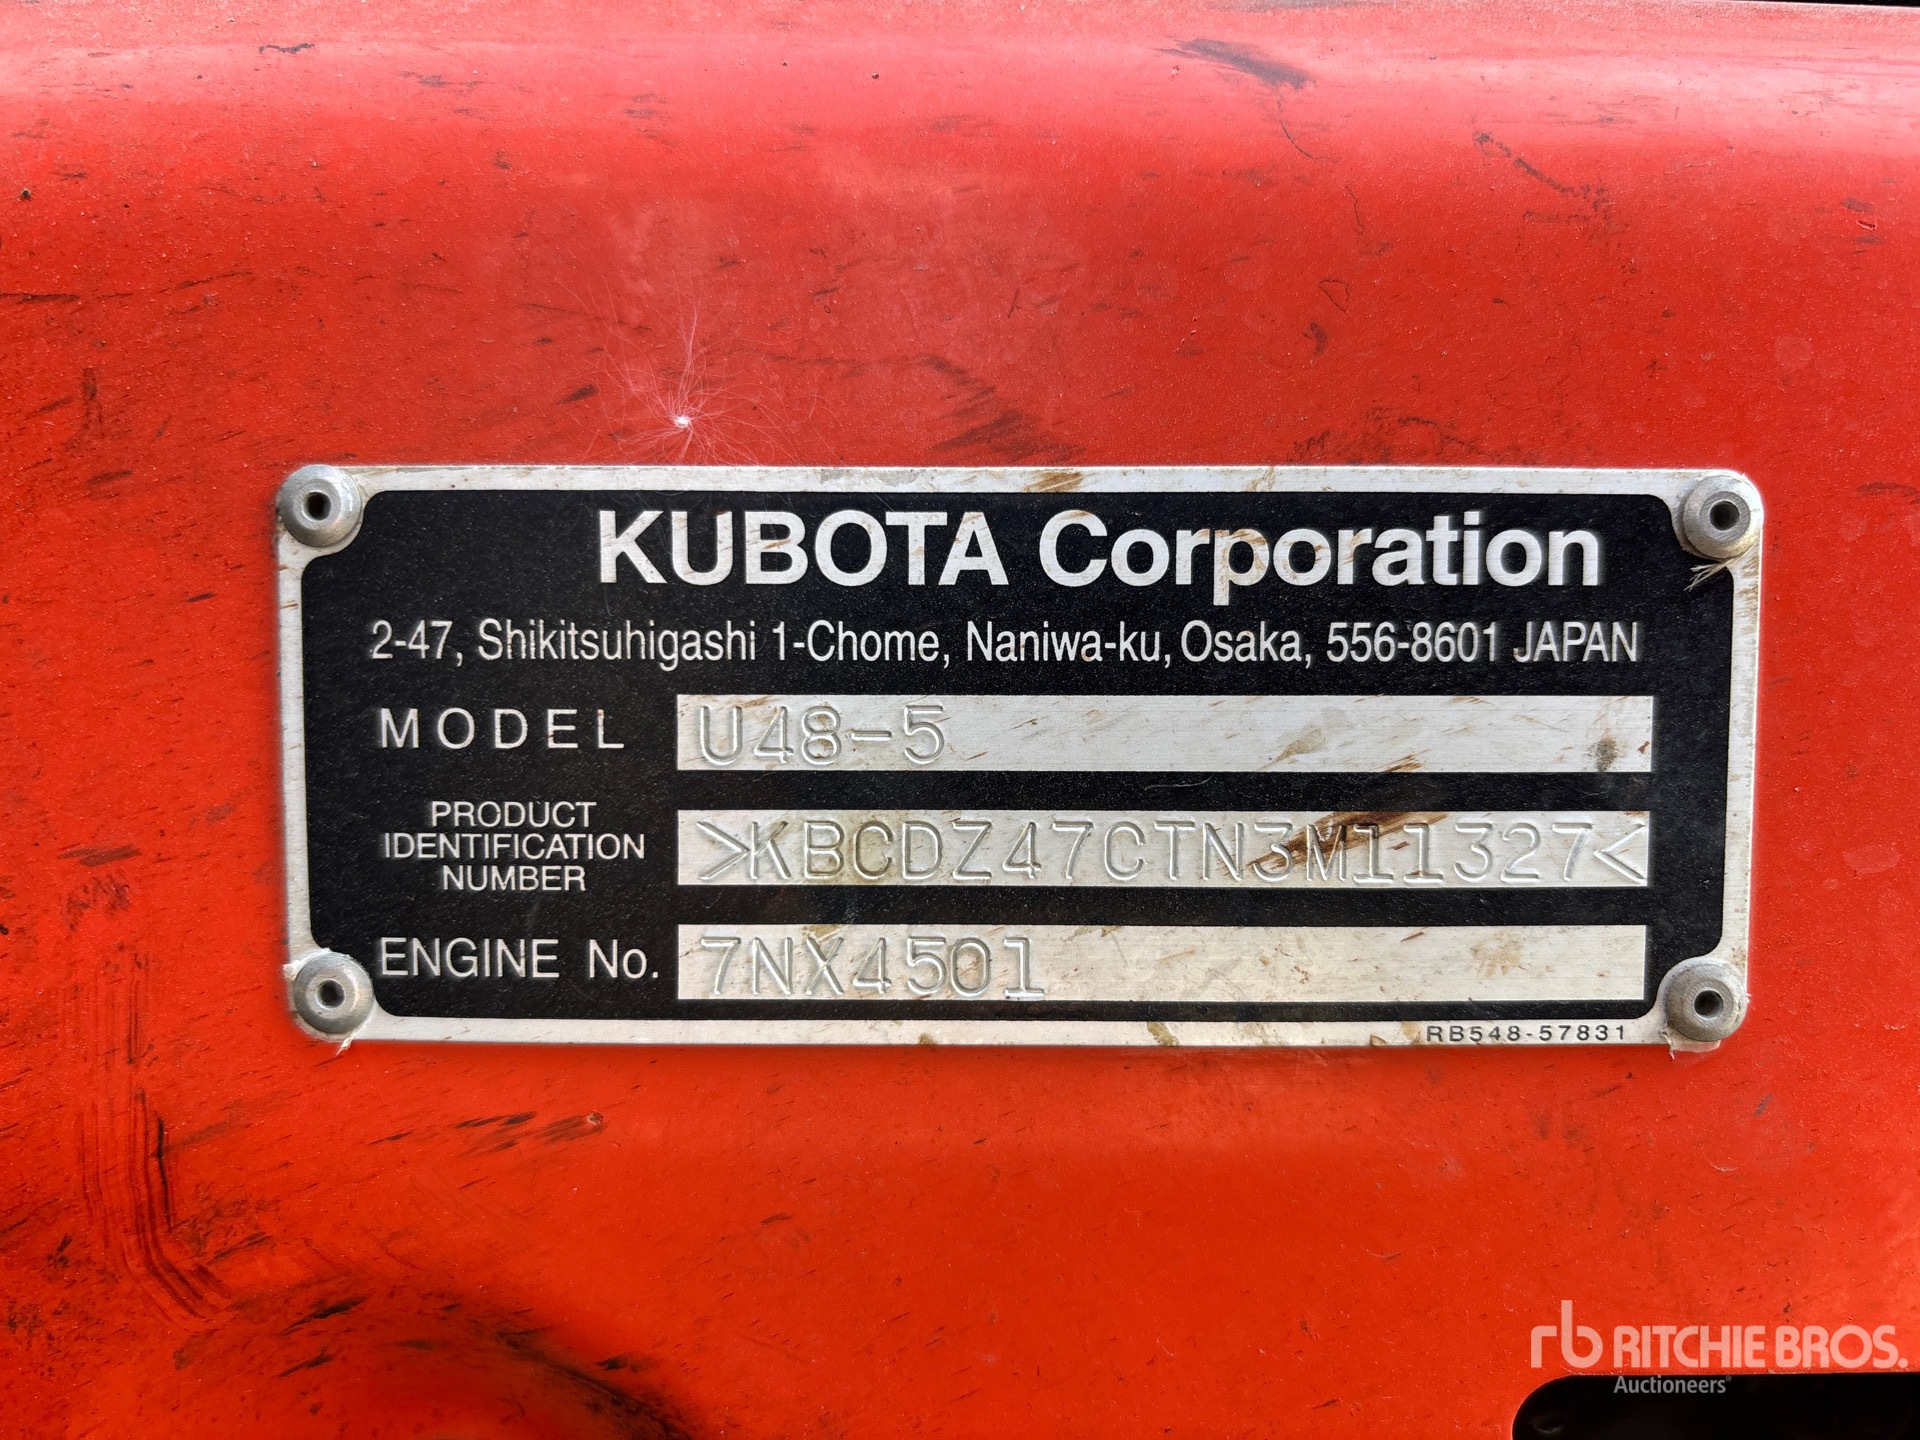 KUBOTA Corporation
2-47, Shikitsuhigashi 1-Chome, Naniwa-ku, Osaka, 556-8601 JAPAN
MODEL U48-5
PRODUCT
IDENTIFICATION
NUMBER
>KBCDZ47CTN3M11327<
ENGINE No. 7NX4501
RB548-57831
rb RITCHIE BROS.
Auctioneers